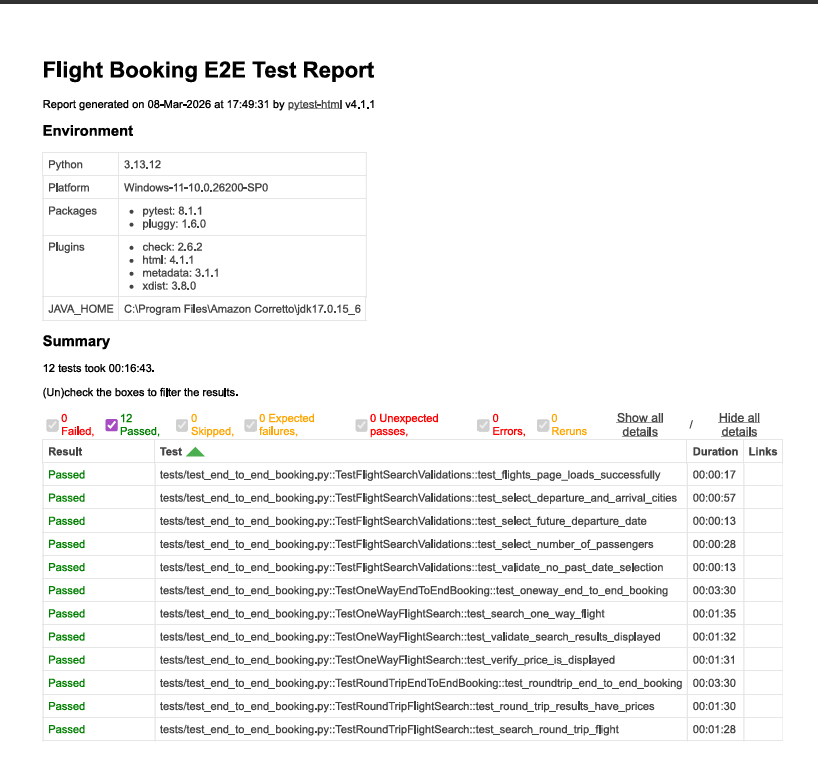 Flight Booking E2E Test Report
Report generated on 08-Mar-2026 at 17:49:31 by pytest-html v4.1.1
Environment
Python 3.13.12
Platform Windows-11-10.0.26200-SP0
Packages
• pytest: 8.1.1
• pluggy: 1.6.0
Plugins
• check: 2.6.2
• html: 4.1.1
• metadata: 3.1.1
• xdist: 3.8.0
JAVA_HOME C:\Program Files\Amazon Corretto\jdk17.0.15_6
Summary
12 tests took 00:16:43.
(Un)check the boxes to filter the results.
0 Failed,
12 Passed,
0 Skipped,
0 Expected failures,
0 Unexpected passes,
0 Errors,
0 Reruns
Show all details / Hide all details
Result Test Duration Links
Passed tests/test_end_to_end_booking.py::TestFlightSearchValidations::test_flights_page_loads_successfully 00:00:17
Passed tests/test_end_to_end_booking.py::TestFlightSearchValidations::test_select_departure_and_arrival_cities 00:00:57
Passed tests/test_end_to_end_booking.py::TestFlightSearchValidations::test_select_future_departure_date 00:00:13
Passed tests/test_end_to_end_booking.py::TestFlightSearchValidations::test_select_number_of_passengers 00:00:28
Passed tests/test_end_to_end_booking.py::TestFlightSearchValidations::test_validate_no_past_date_selection 00:00:13
Passed tests/test_end_to_end_booking.py::TestOneWayEndToEndBooking::test_oneway_end_to_end_booking 00:03:30
Passed tests/test_end_to_end_booking.py::TestOneWayFlightSearch::test_search_one_way_flight 00:01:35
Passed tests/test_end_to_end_booking.py::TestOneWayFlightSearch::test_validate_search_results_displayed 00:01:32
Passed tests/test_end_to_end_booking.py::TestOneWayFlightSearch::test_verify_price_is_displayed 00:01:31
Passed tests/test_end_to_end_booking.py::TestRoundTripEndToEndBooking::test_roundtrip_end_to_end_booking 00:03:30
Passed tests/test_end_to_end_booking.py::TestRoundTripFlightSearch::test_round_trip_results_have_prices 00:01:30
Passed tests/test_end_to_end_booking.py::TestRoundTripFlightSearch::test_search_round_trip_flight 00:01:28